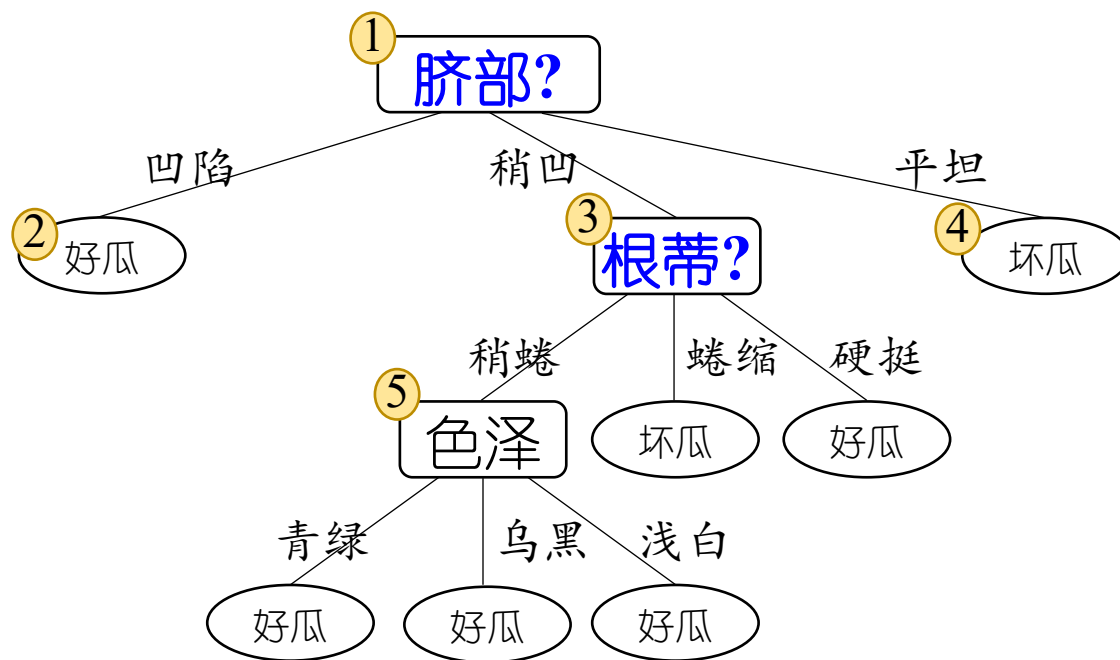 1
脐部?
凹陷
稍凹
平坦
2
好瓜
3
根蒂?
4
坏瓜
稍蜷
蜷缩
硬挺
5
色泽
坏瓜
好瓜
青绿
乌黑
浅白
好瓜
好瓜
好瓜